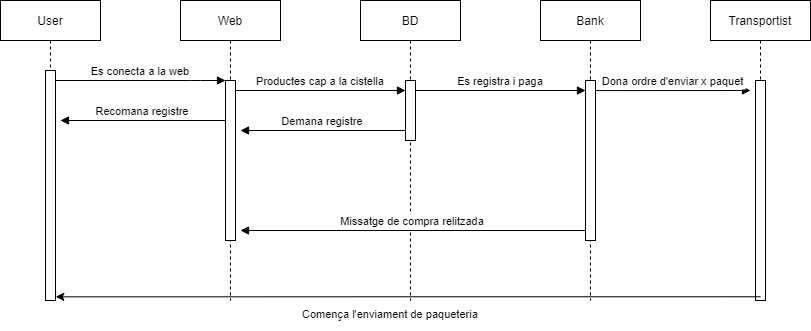 User
Web
BD
Bank
Transportist
Es conecta a la web
Productes cap a la cistella
Es registra i paga
Dona ordre d'enviar x paquet
Recomana registre
Demana registre
Missatge de compra relitzada
Comença l'enviament de paqueteria